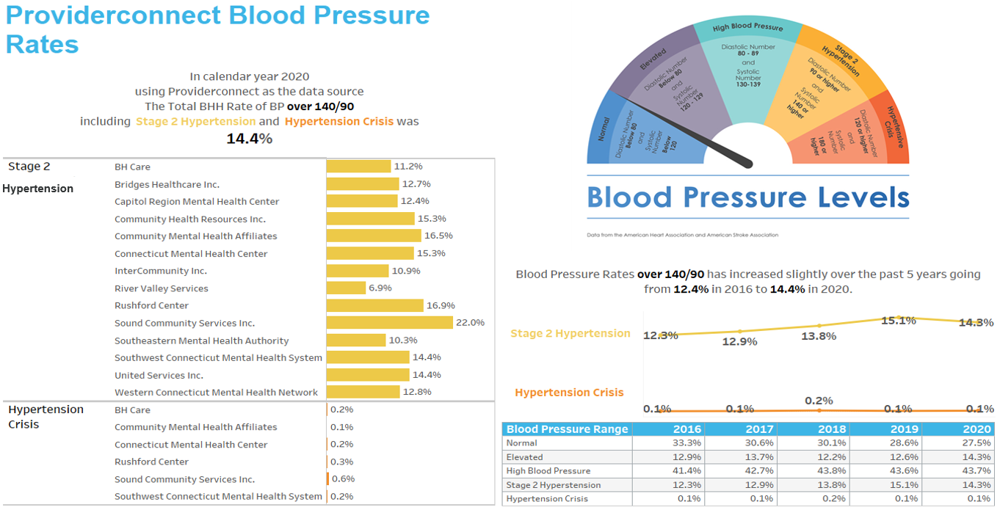 Providerconnect Blood Pressure
Rates
In calendar year 2020
using Providerconnect as the data source
The Total BHH Rate of BP over 140/90
including Stage 2 Hypertension and Hypertension Crisis was
14.4%
Stage 2
Hypertension
BH Care 11.2%
Bridges Healthcare Inc. 12.7%
Capitol Region Mental Health Center 12.4%
Community Health Resources Inc. 15.3%
Community Mental Health Affiliates 16.5%
Connecticut Mental Health Center 15.3%
InterCommunity Inc. 10.9%
River Valley Services 6.9%
Rushford Center 16.9%
Sound Community Services Inc. 22.0%
Southeastern Mental Health Authority 10.3%
Southwest Connecticut Mental Health System 14.4%
United Services Inc. 14.4%
Western Connecticut Mental Health Network 12.8%
Hypertension
Crisis
BH Care 0.2%
Community Mental Health Affiliates 0.1%
Connecticut Mental Health Center 0.2%
Rushford Center 0.3%
Sound Community Services Inc. 0.6%
Southwest Connecticut Mental Health System 0.2%
Normal
Diastolic Number
Below 80
and
Systolic
Number
Below
120
Elevated
Diastolic Number
Below 80
and
Systolic
Number
120 - 129
High Blood Pressure
Diastolic Number
80 - 89
and
Systolic
Number
130-139
Stage 2
Hypertension
Diastolic Number
90 or higher
and
Systolic
Number
140 or
higher
Hypertensive
Crisis
Diastolic Number
120 or higher
and
Systolic
Number
180 or
higher
Blood Pressure Levels
Data from the American Heart Association and American Stroke Association
Blood Pressure Rates over 140/90 has increased slightly over the past 5 years going
from 12.4% in 2016 to 14.4% in 2020.
Stage 2 Hypertension
12.3% 12.9% 13.8% 15.1% 14.3%
Hypertension Crisis
0.1% 0.1% 0.2% 0.1% 0.1%
Blood Pressure Range 2016 2017 2018 2019 2020
Normal 33.3% 30.6% 30.1% 28.6% 27.5%
Elevated 12.9% 13.7% 12.2% 12.6% 14.3%
High Blood Pressure 41.4% 42.7% 43.8% 43.6% 43.7%
Stage 2 Hyperstension 12.3% 12.9% 13.8% 15.1% 14.3%
Hypertension Crisis 0.1% 0.1% 0.2% 0.1% 0.1%